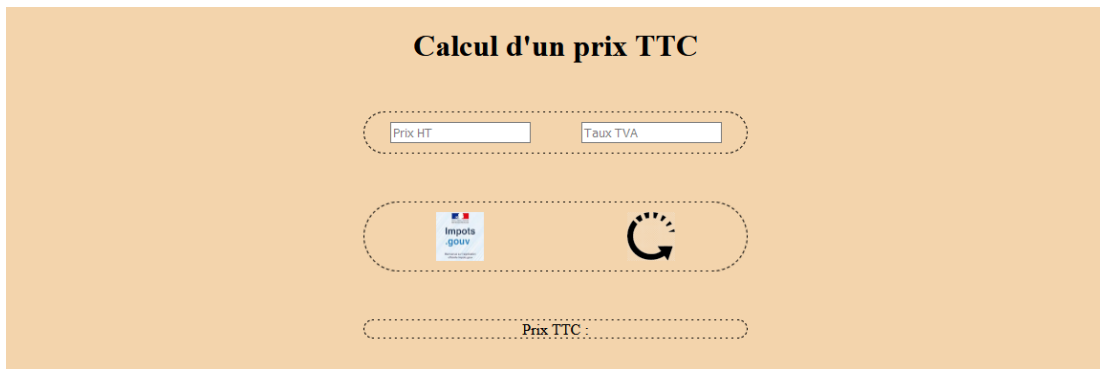 Calcul d'un prix TTC
Prix HT
Taux TVA
Impots
.gouv
Prix TTC :